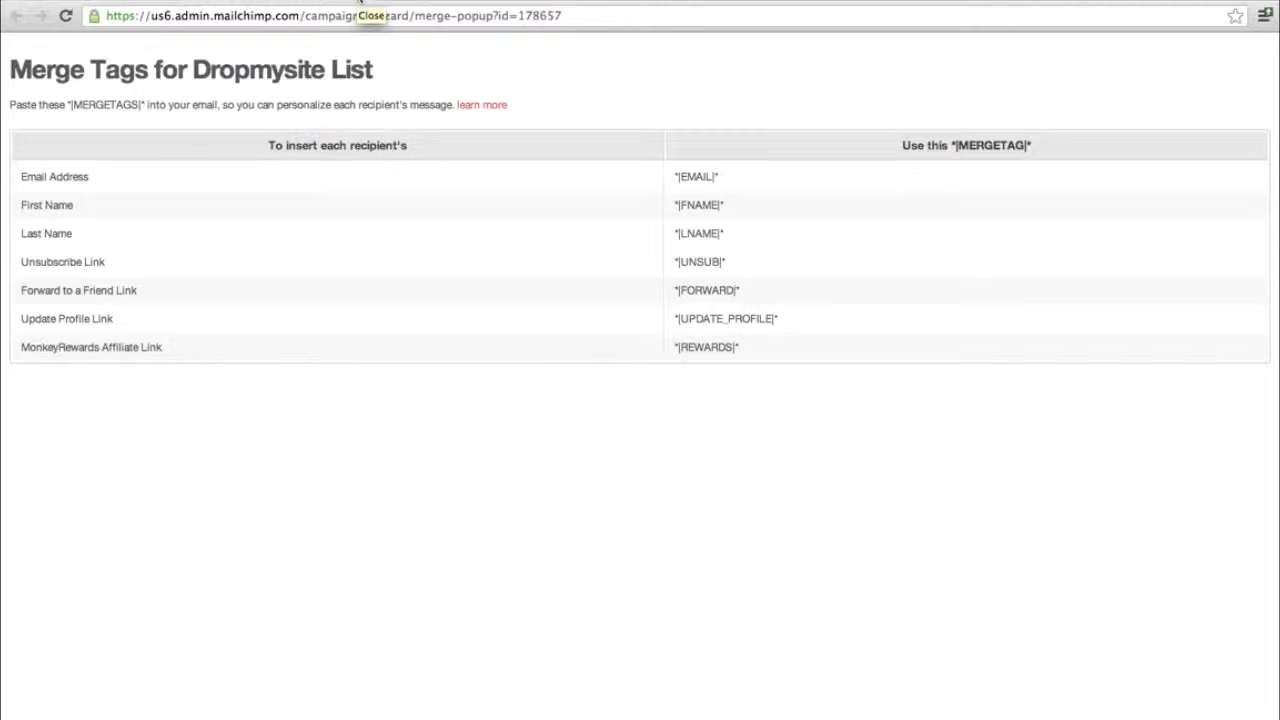 https://us6.admin.mailchimp.com/campaig Close zard/merge-popup?id=178657
Merge Tags for Dropmysite List
Paste these *|MERGETAGS|* into your email, so you can personalize each recipient's message. learn more
To insert each recipient's Use this *|MERGETAG|*
Email Address *|EMAIL|*
First Name *|FNAME|*
Last Name *|LNAME|*
Unsubscribe Link *|UNSUB|*
Forward to a Friend Link *|FORWARD|*
Update Profile Link *|UPDATE_PROFILE|*
MonkeyRewards Affiliate Link *|REWARDS|*